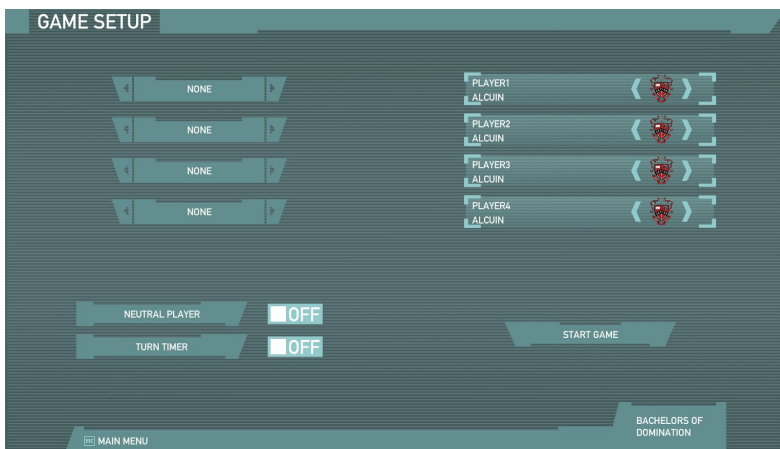 GAME SETUP
NONE
PLAYER1
ALCUIN
NONE
PLAYER2
ALCUIN
NONE
PLAYER3
ALCUIN
NONE
PLAYER4
ALCUIN
NEUTRAL PLAYER
OFF
START GAME
TURN TIMER
OFF
BACHELORS OF
DOMINATION
ESC MAIN MENU